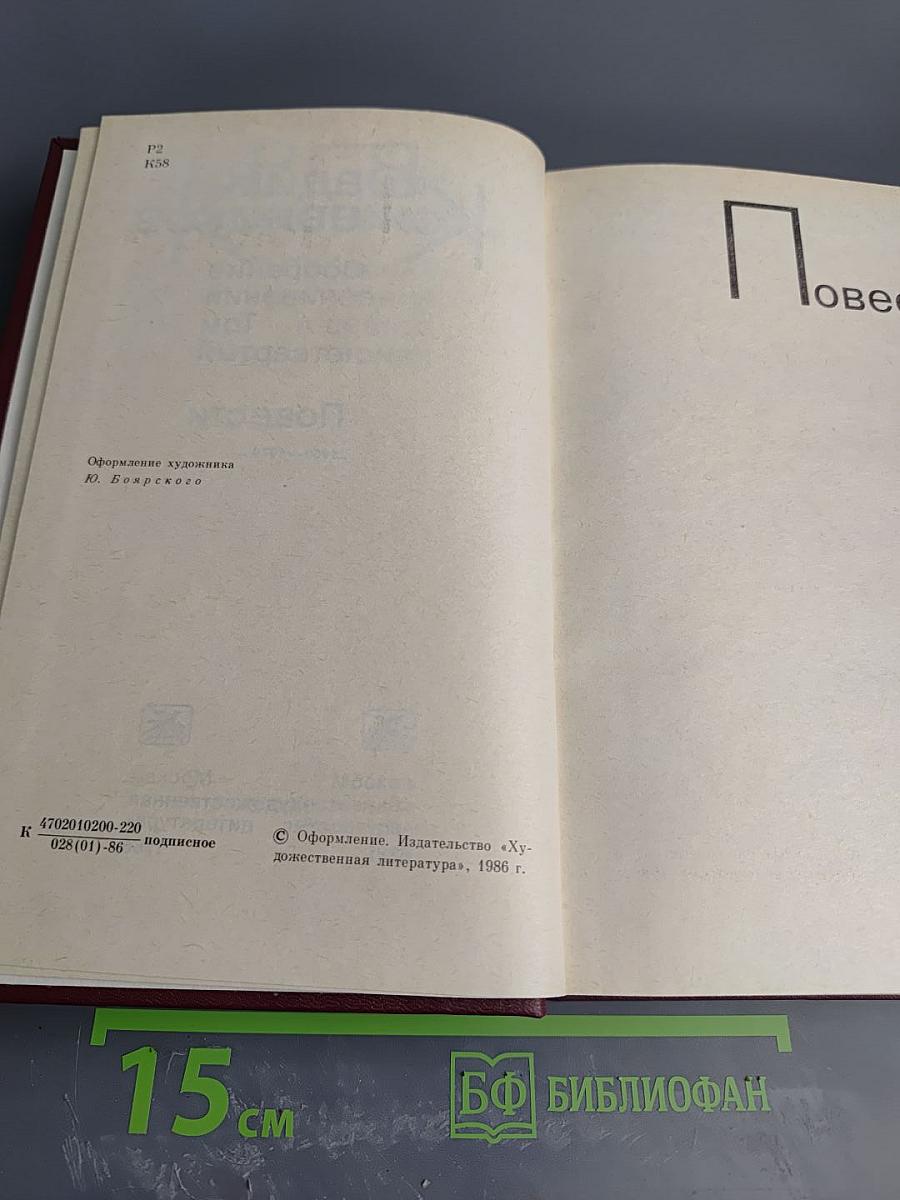 Р2
К58
Оформление художника
Ю. Боярского
К 4702010200-220
028(01)-86 подписное
© Оформление. Издательство «Ху-
дожественная литература», 1986 г.
Повес
15 см
БФ БИБЛИОФАН